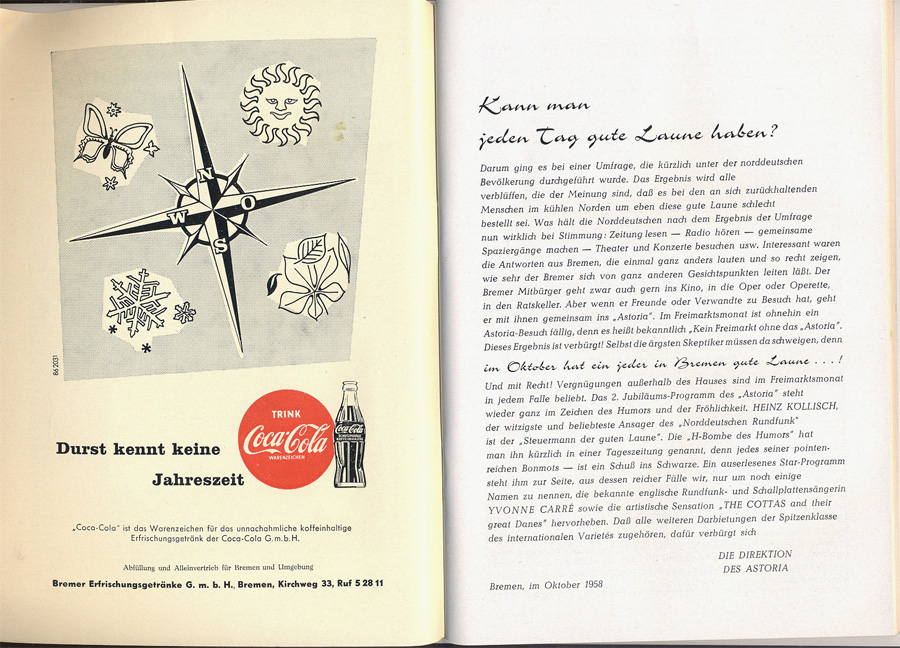 N
W
O
S
86 2031
TRINK
Coca-Cola
WARENZEICHEN
Coca-Cola
Durst kennt keine
Jahreszeit
„Coca-Cola" ist das Warenzeichen für das unnachahmliche koffeinhaltige
Erfrischungsgetränk der Coca-Cola G.m.b.H.
Abfüllung und Alleinvertrieb für Bremen und Umgebung
Bremer Erfrischungsgetränke G. m. b. H., Bremen, Kirchweg 33, Ruf 5 28 11
Kann man
jeden Tag gute Laune haben?
Darum ging es bei einer Umfrage, die kürzlich unter der norddeutschen
Bevölkerung durchgeführt wurde. Das Ergebnis wird alle
verblüffen, die der Meinung sind, daß es bei den an sich zurückhaltenden
Menschen im kühlen Norden um eben diese gute Laune schlecht
bestellt sei. Was hält die Norddeutschen nach dem Ergebnis der Umfrage
nun wirklich bei Stimmung: Zeitung lesen — Radio hören — gemeinsame
Spaziergänge machen — Theater und Konzerte besuchen usw. Interessant waren
die Antworten aus Bremen, die einmal ganz anders lauten und so recht zeigen,
wie sehr der Bremer sich von ganz anderen Gesichtspunkten leiten läßt. Der
Bremer Mitbürger geht zwar auch gern ins Kino, in die Oper oder Operette,
in den Ratskeller. Aber wenn er Freunde oder Verwandte zu Besuch hat, geht
er mit ihnen gemeinsam ins „Astoria". Im Freimarktsmonat ist ohnehin ein
Astoria-Besuch fällig, denn es heißt bekanntlich „Kein Freimarkt ohne das „Astoria".
Dieses Ergebnis ist verbürgt! Selbst die ärgsten Skeptiker müssen da schweigen, denn
im Oktober hat ein jeder in Bremen gute Laune . . . !
Und mit Recht! Vergnügungen außerhalb des Hauses sind im Freimarktsmonat
in jedem Falle beliebt. Das 2. Jubiläums-Programm des „Astoria" steht
wieder ganz im Zeichen des Humors und der Fröhlichkeit. HEINZ KÖLLISCH,
der witzigste und beliebteste Ansager des „Norddeutschen Rundfunk"
ist der „Steuermann der guten Laune". Die „H-Bombe des Humors" hat
man ihn kürzlich in einer Tageszeitung genannt, denn jedes seiner pointen-
reichen Bonmots — ist ein Schuß ins Schwarze. Ein auserlesenes Star-Programm
steht ihm zur Seite, aus dessen reicher Fülle wir, nur um noch einige
Namen zu nennen, die bekannte englische Rundfunk- und Schallplattensängerin
YVONNE CARRÉ sowie die artistische Sensation „THE COTTAS and their
great Danes" hervorheben. Daß alle weiteren Darbietungen der Spitzenklasse
des internationalen Varietés zugehören, dafür verbürgt sich
DIE DIREKTION
DES ASTORIA
Bremen, im Oktober 1958